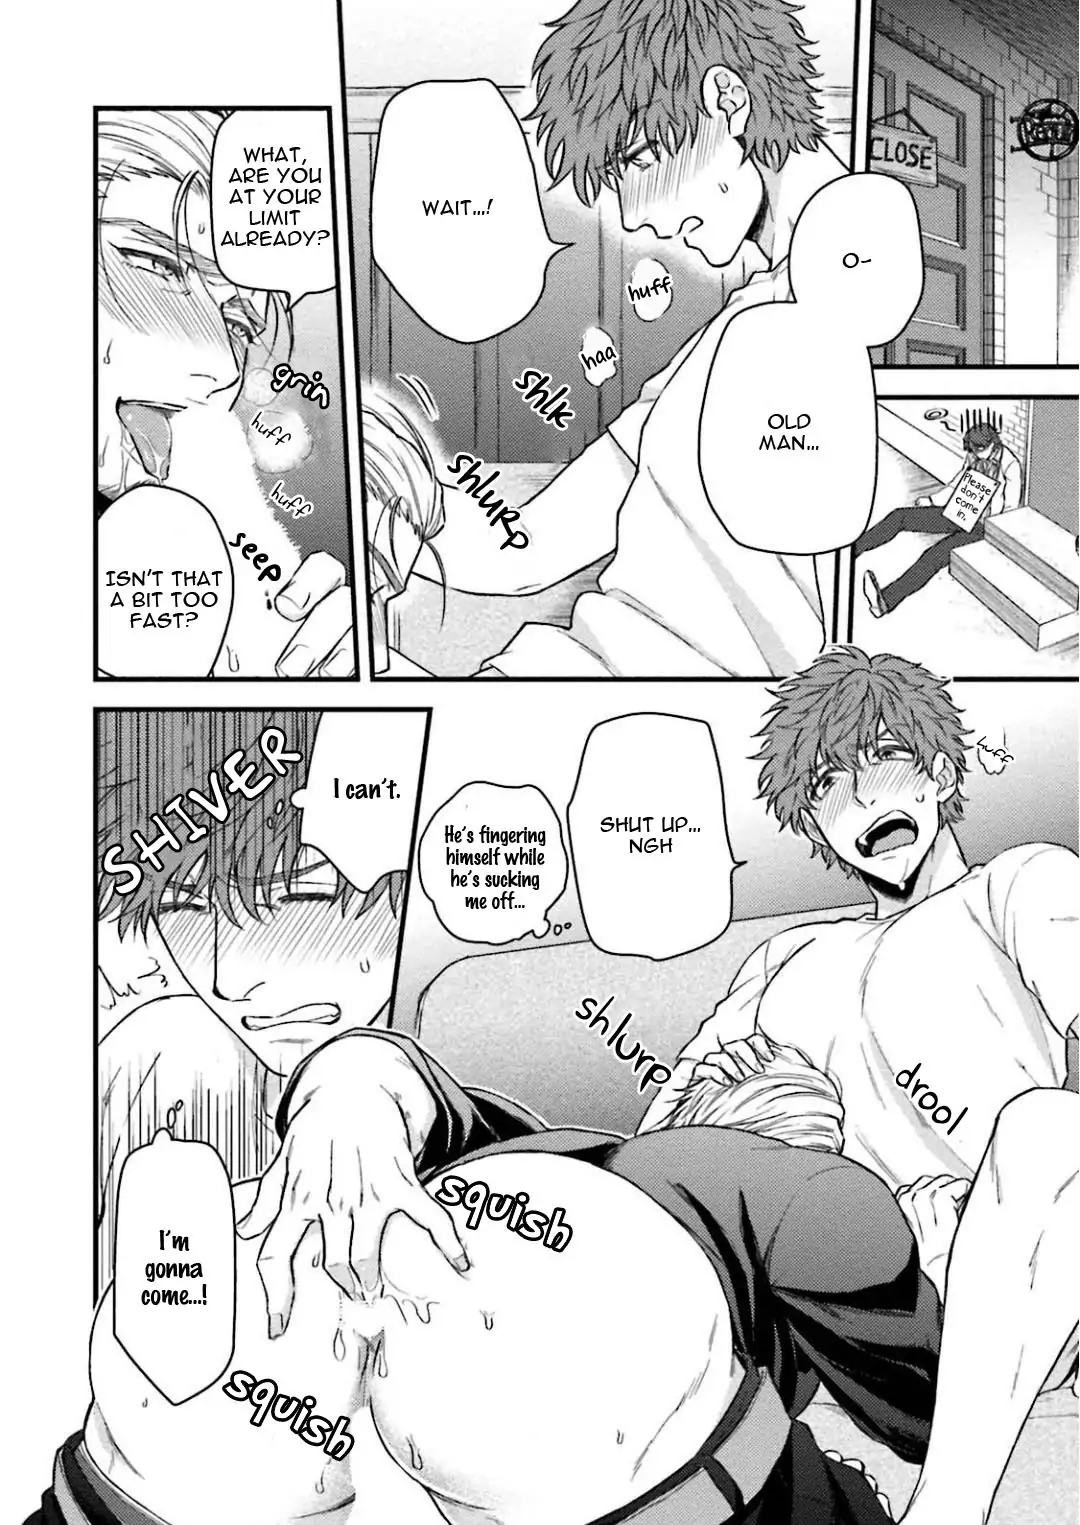 CLOSE
Please
don't
come
in.
O-
OLD
MAN...
WAIT...!
huff
haa
shlk
shlurp
WHAT,
ARE YOU
AT YOUR
LIMIT
ALREADY?
grin
huff
huff
seep
ISN'T THAT
A BIT TOO
FAST?
huff
SHUT UP...
NGH
He's fingering
himself while
he's sucking
me off...
shlurp
drool
I can't.
SHIVER
I'm
gonna
come...!
squish
squish